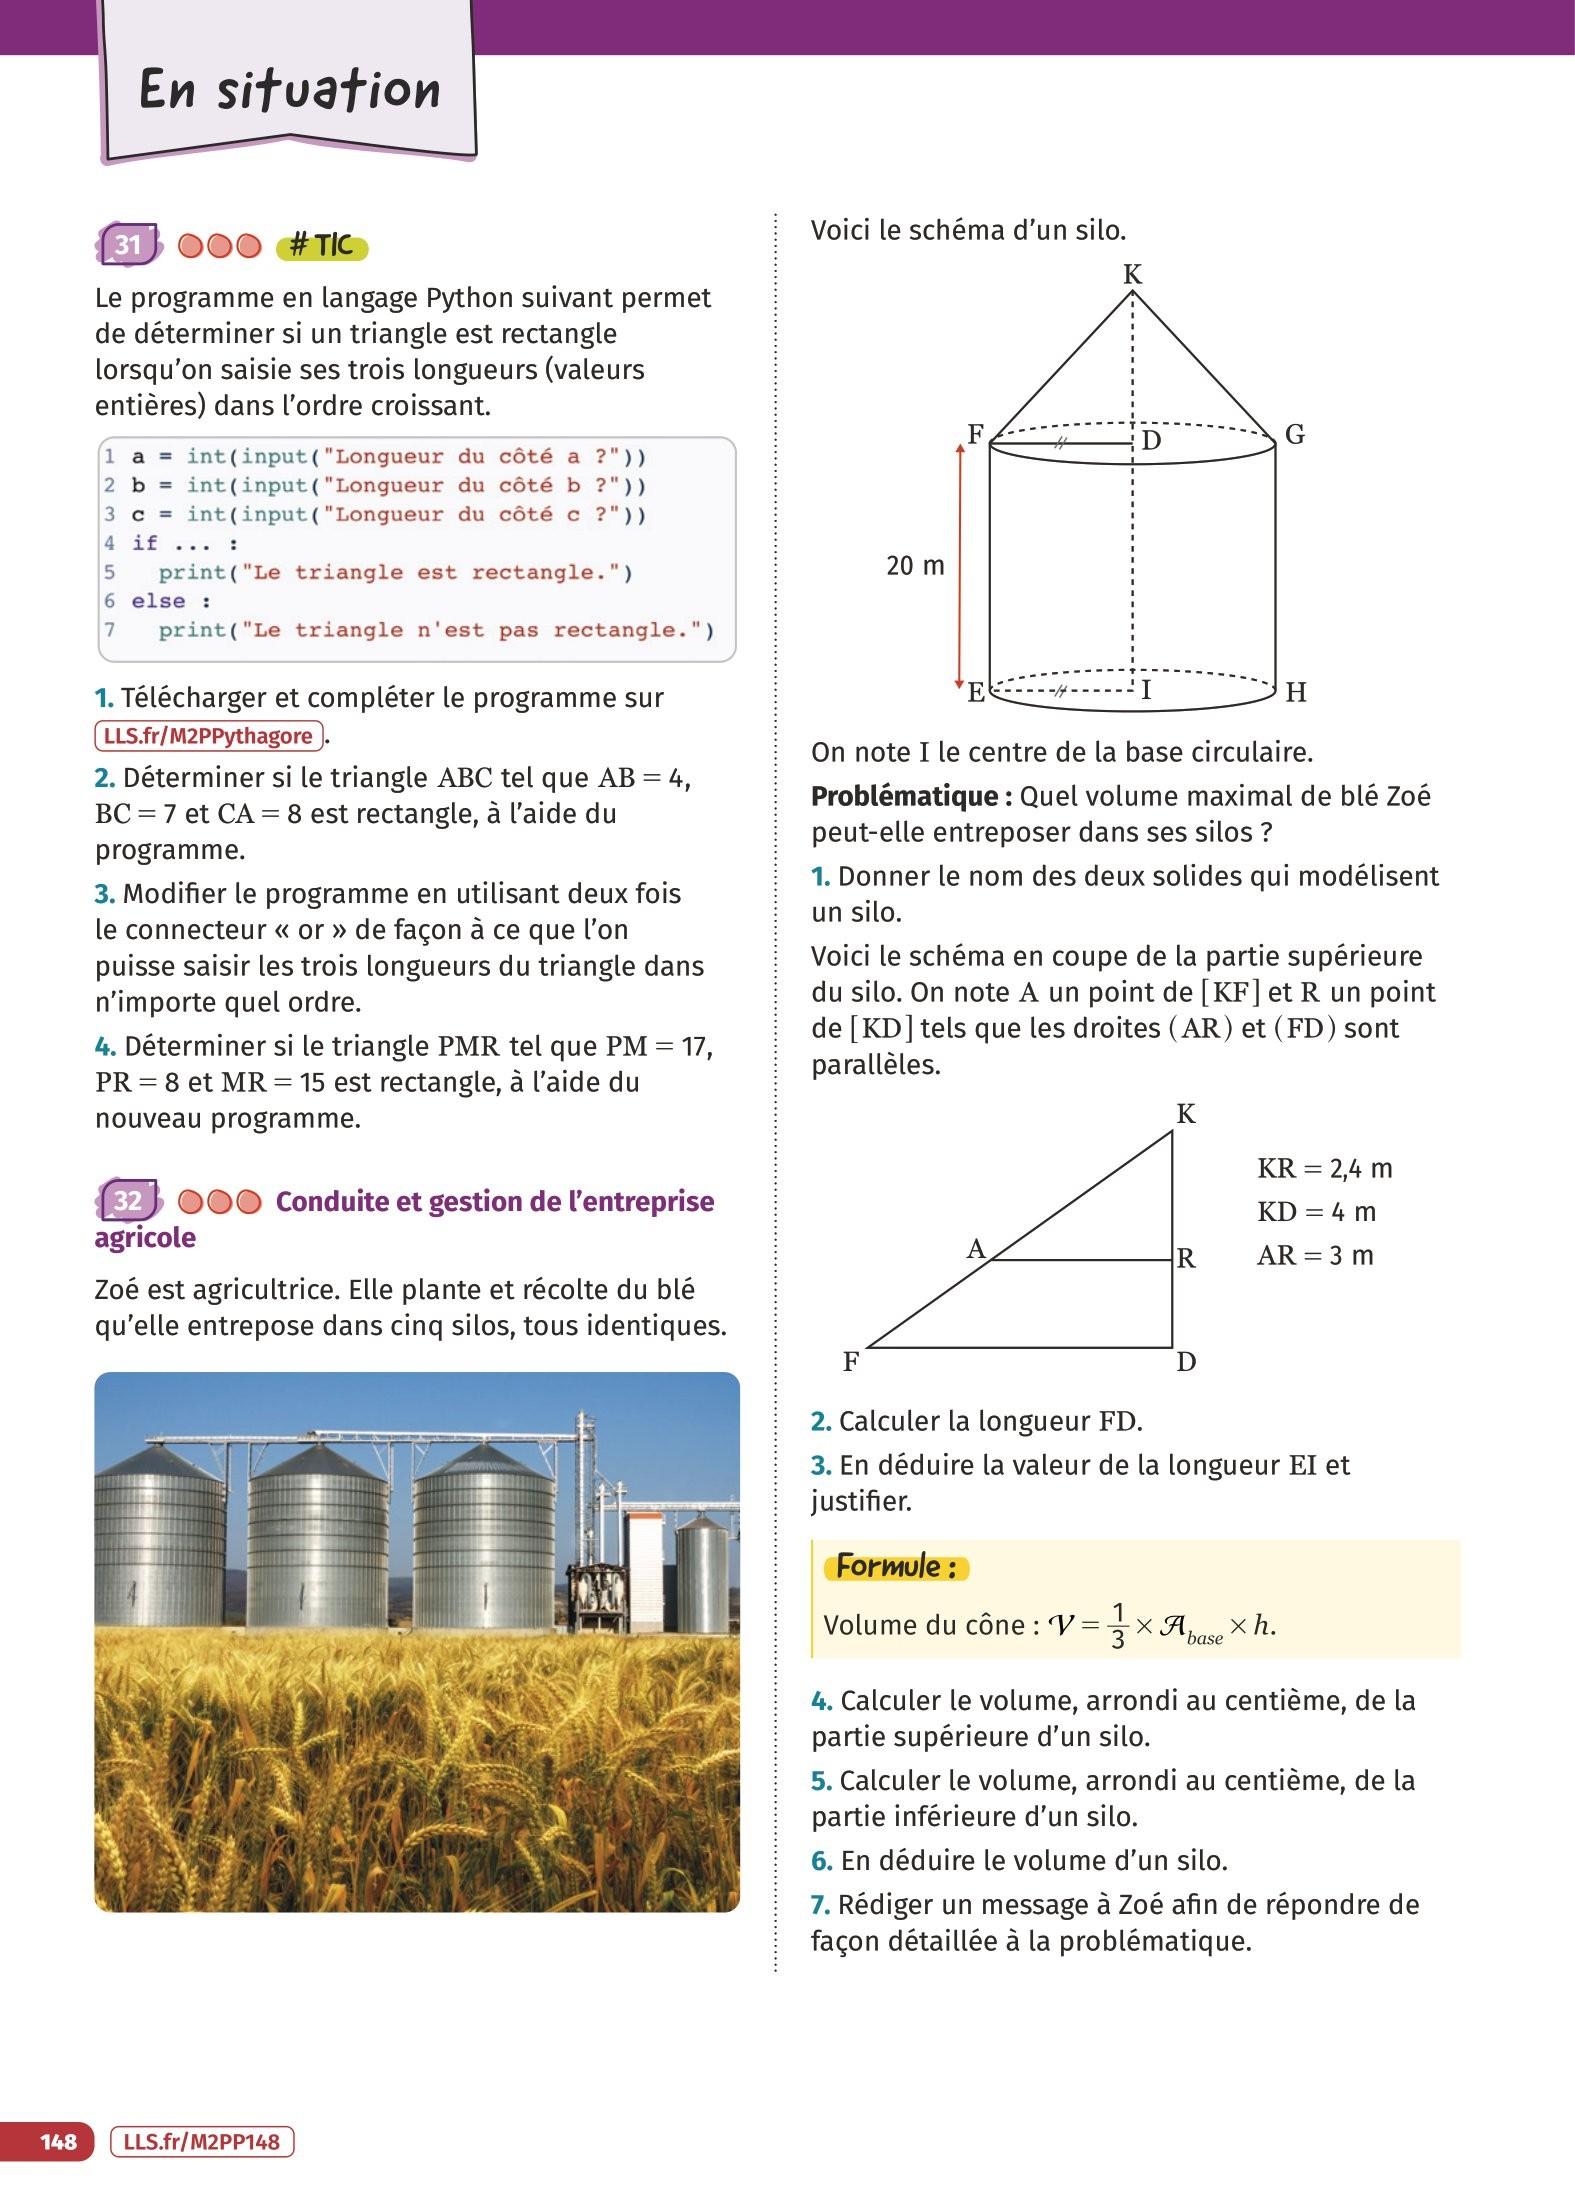 En situation
31 # TIC
Le programme en langage Python suivant permet
de déterminer si un triangle est rectangle
lorsqu'on saisie ses trois longueurs (valeurs
entières) dans l'ordre croissant.
1 a = int(input("Longueur du côté a ?"))
2 b = int(input("Longueur du côté b ?"))
3 c = int(input("Longueur du côté c ?"))
4 if ... :
5   print("Le triangle est rectangle.")
6 else :
7   print("Le triangle n'est pas rectangle.")
1. Télécharger et compléter le programme sur
LLS.fr/M2PPythagore.
2. Déterminer si le triangle ABC tel que AB = 4,
BC = 7 et CA = 8 est rectangle, à l'aide du
programme.
3. Modifier le programme en utilisant deux fois
le connecteur « or » de façon à ce que l'on
puisse saisir les trois longueurs du triangle dans
n'importe quel ordre.
4. Déterminer si le triangle PMR tel que PM = 17,
PR = 8 et MR = 15 est rectangle, à l'aide du
nouveau programme.
32 Conduite et gestion de l'entreprise
agricole
Zoé est agricultrice. Elle plante et récolte du blé
qu'elle entrepose dans cinq silos, tous identiques.
Voici le schéma d'un silo.
K
F D G
20 m
E I H
On note I le centre de la base circulaire.
Problématique : Quel volume maximal de blé Zoé
peut-elle entreposer dans ses silos ?
1. Donner le nom des deux solides qui modélisent
un silo.
Voici le schéma en coupe de la partie supérieure
du silo. On note A un point de [KF] et R un point
de [KD] tels que les droites (AR) et (FD) sont
parallèles.
K
KR = 2,4 m
KD = 4 m
A R AR = 3 m
F D
2. Calculer la longueur FD.
3. En déduire la valeur de la longueur EI et
justifier.
Formule :
Volume du cône : 𝒱 = 1/3 × 𝒜base × h.
4. Calculer le volume, arrondi au centième, de la
partie supérieure d'un silo.
5. Calculer le volume, arrondi au centième, de la
partie inférieure d'un silo.
6. En déduire le volume d'un silo.
7. Rédiger un message à Zoé afin de répondre de
façon détaillée à la problématique.
148 LLS.fr/M2PP148